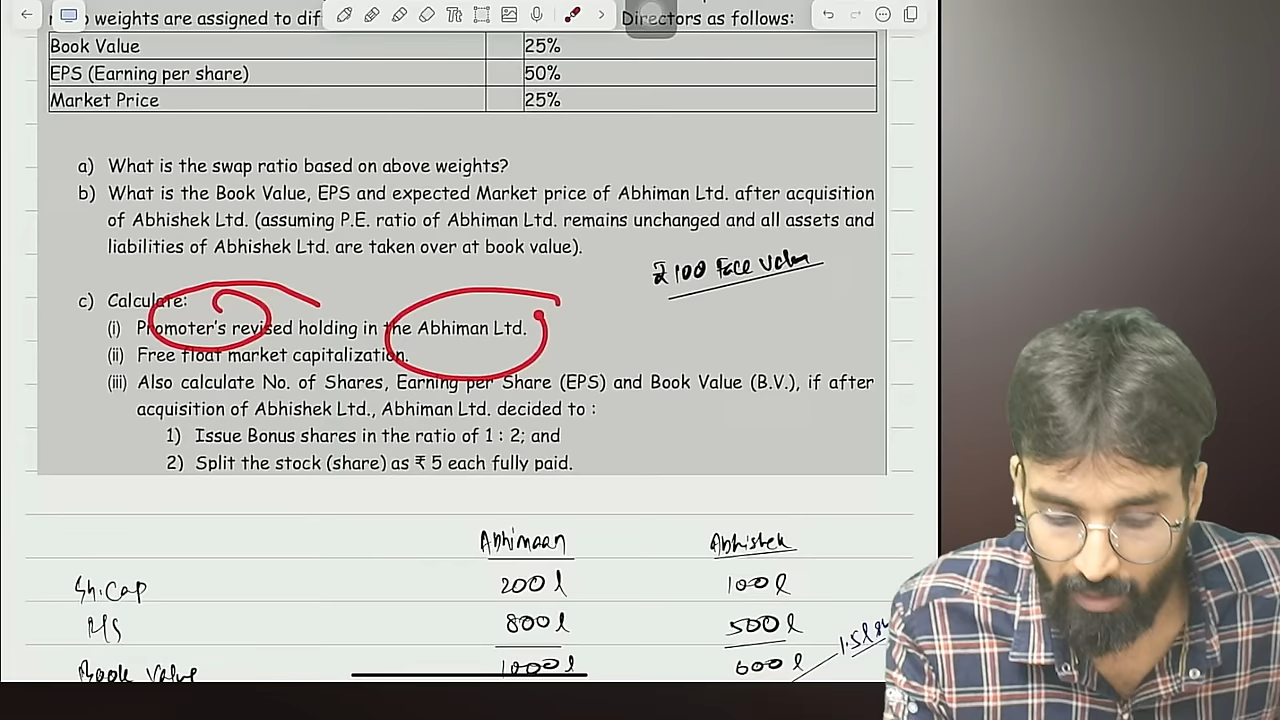 weights are assigned to dif Directors as follows:
Book Value 25%
EPS (Earning per share) 50%
Market Price 25%
a) What is the swap ratio based on above weights?
b) What is the Book Value, EPS and expected Market price of Abhiman Ltd. after acquisition
of Abhishek Ltd. (assuming P.E. ratio of Abhiman Ltd. remains unchanged and all assets and
liabilities of Abhishek Ltd. are taken over at book value).
₹100 Face Value
c) Calculate:
(i) Promoter's revised holding in the Abhiman Ltd.
(ii) Free float market capitalization.
(iii) Also calculate No. of Shares, Earning per Share (EPS) and Book Value (B.V.), if after
acquisition of Abhishek Ltd., Abhiman Ltd. decided to :
1) Issue Bonus shares in the ratio of 1 : 2; and
2) Split the stock (share) as ₹ 5 each fully paid.
Abhimaan Abhishek
Sh. Cap 200 l 100 l
800 l 500 l
1.5 l
Book Value 1000 l 600 l